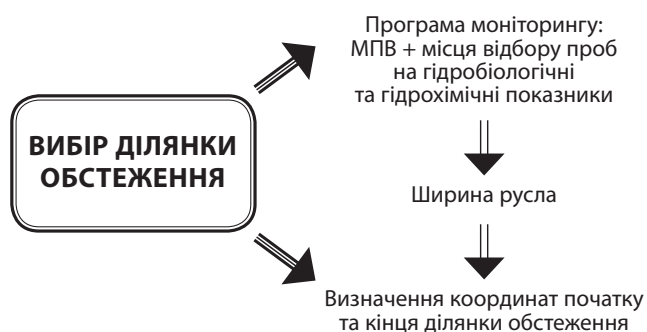 Програма моніторингу:
МПВ + місця відбору проб
на гідробіологічні
та гідрохімічні показники
ВИБІР ДІЛЯНКИ
ОБСТЕЖЕННЯ
Ширина русла
Визначення координат початку
та кінця ділянки обстеження